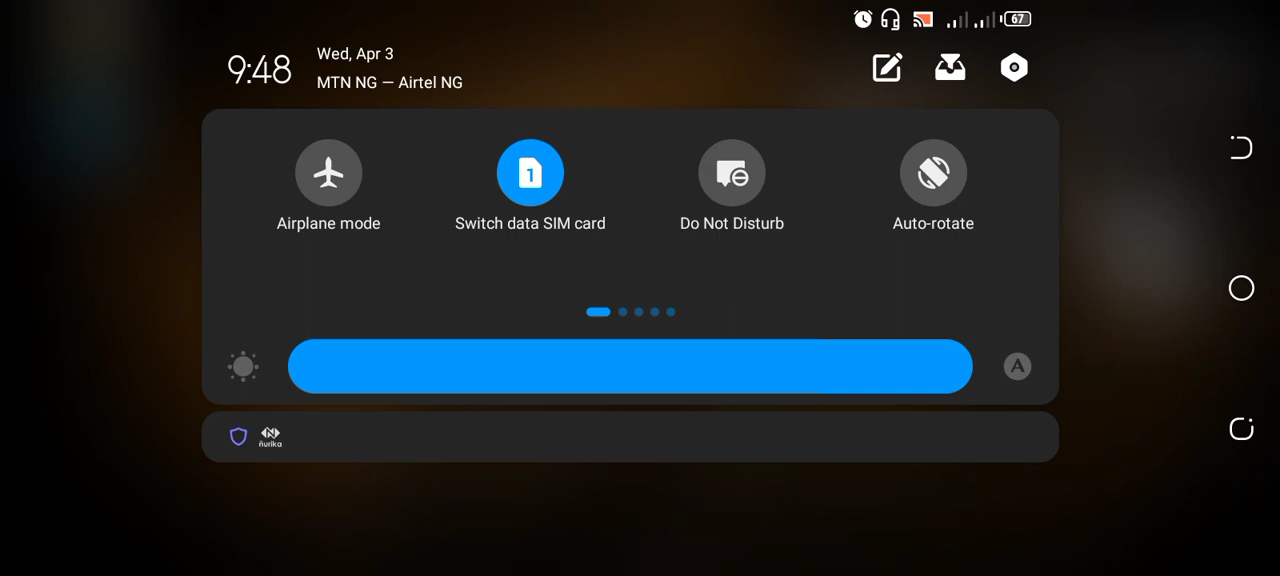 67
9:48
Wed, Apr 3
MTN NG — Airtel NG
1
Airplane mode
Switch data SIM card
Do Not Disturb
Auto-rotate
A
N
ñurika